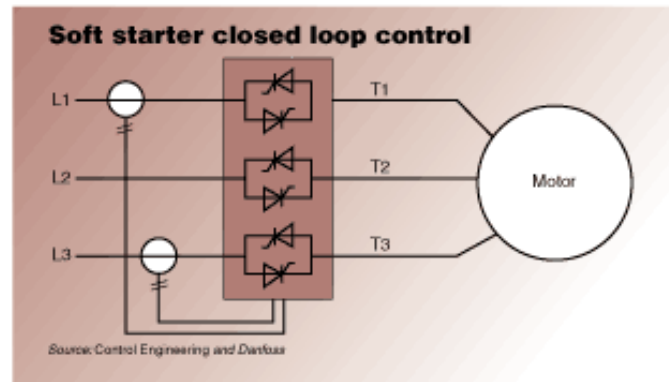 Soft starter closed loop control
L1
T1
L2
T2
Motor
L3
T3
Source: Control Engineering and Danfoss